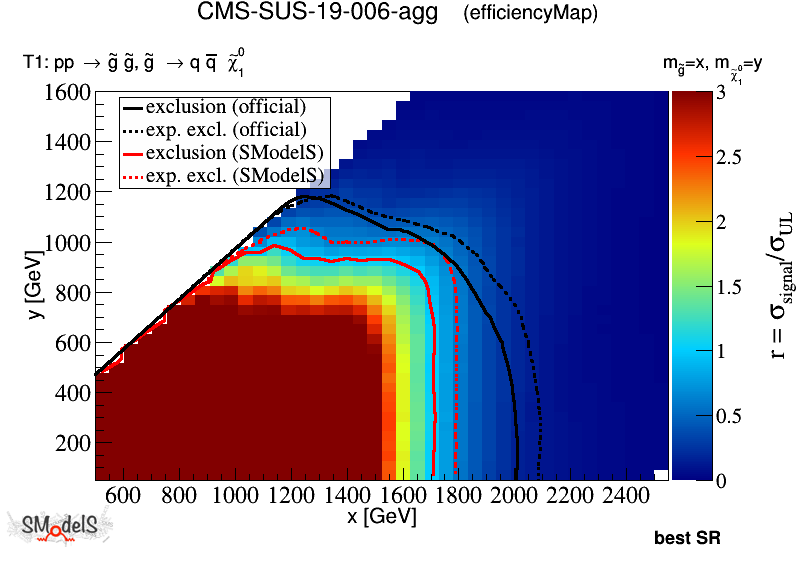 CMS-SUS-19-006-agg (efficiencyMap)
T1: pp → g̃ g̃, g̃ → q q̅ χ̃₁⁰
m_g̃=x, m_χ̃₁⁰=y
exclusion (official)
exp. excl. (official)
exclusion (SModelS)
exp. excl. (SModelS)
1600
1400
1200
1000
800
600
400
200
y [GeV]
600 800 1000 1200 1400 1600 1800 2000 2200 2400
x [GeV]
3
2.5
2
1.5
1
0.5
0
r = σ_signal/σ_UL
SModelS
best SR